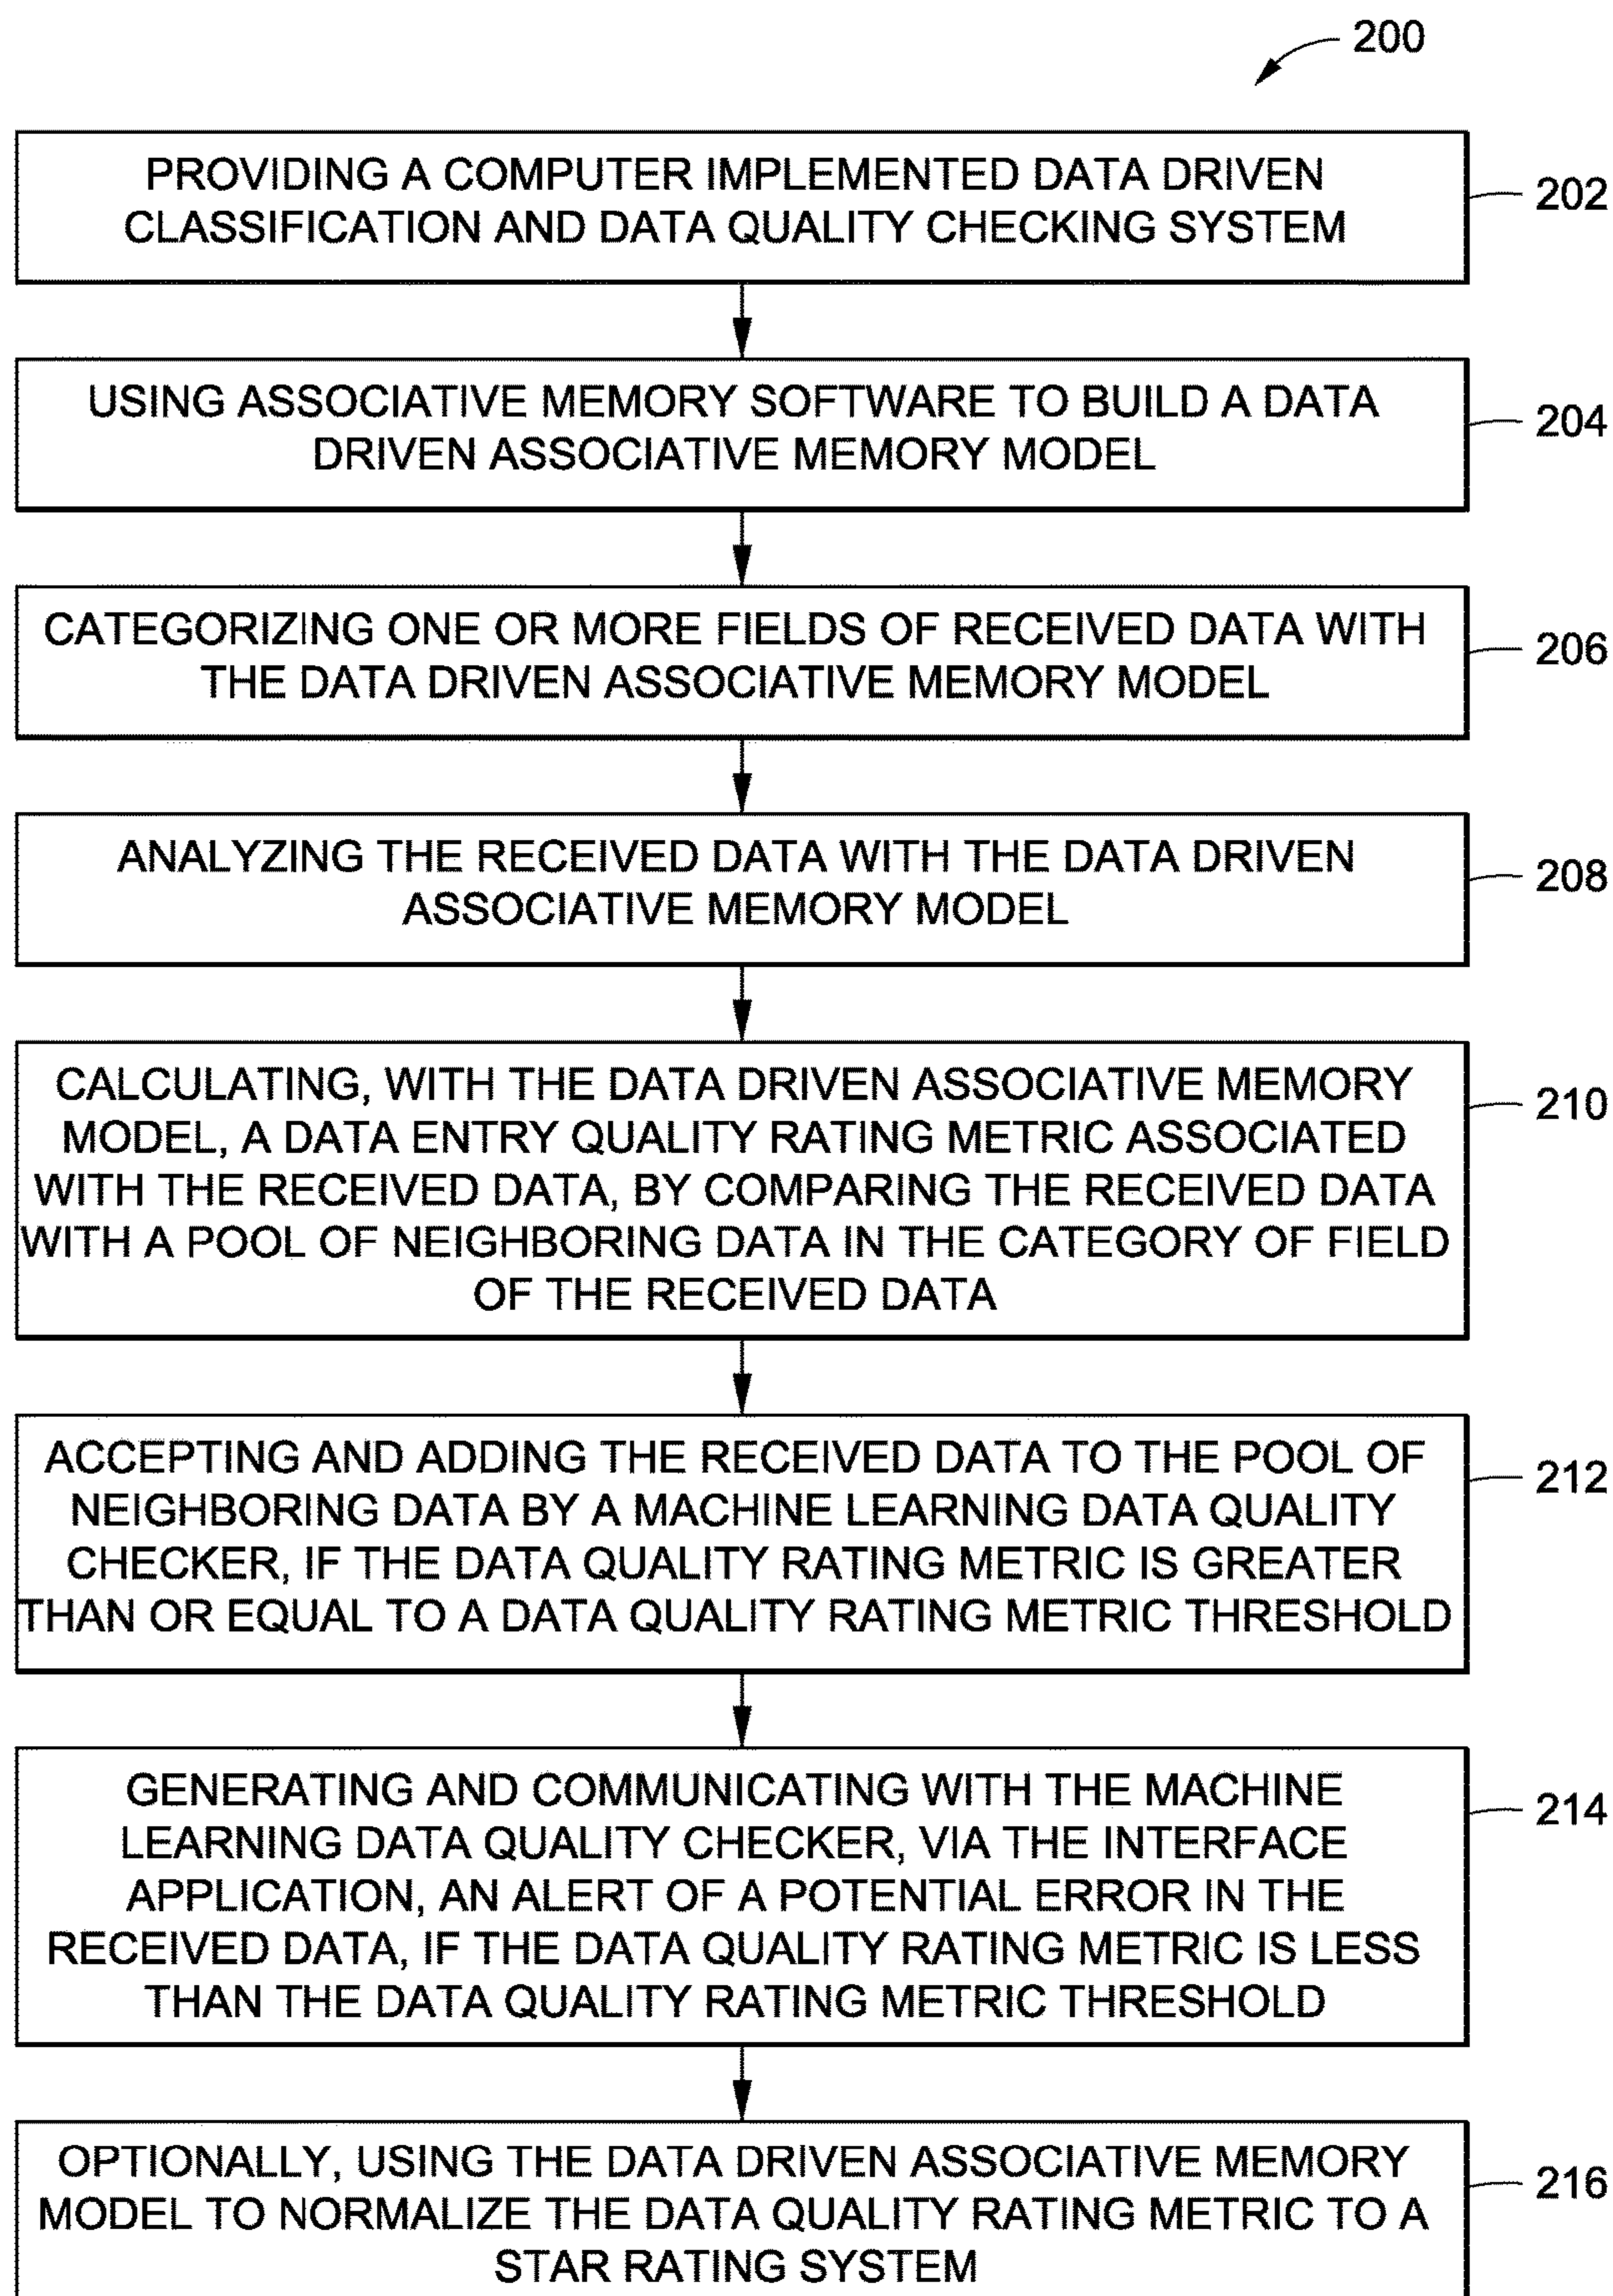 200
PROVIDING A COMPUTER IMPLEMENTED DATA DRIVEN
CLASSIFICATION AND DATA QUALITY CHECKING SYSTEM
202
USING ASSOCIATIVE MEMORY SOFTWARE TO BUILD A DATA
DRIVEN ASSOCIATIVE MEMORY MODEL
204
CATEGORIZING ONE OR MORE FIELDS OF RECEIVED DATA WITH
THE DATA DRIVEN ASSOCIATIVE MEMORY MODEL
206
ANALYZING THE RECEIVED DATA WITH THE DATA DRIVEN
ASSOCIATIVE MEMORY MODEL
208
CALCULATING, WITH THE DATA DRIVEN ASSOCIATIVE MEMORY
MODEL, A DATA ENTRY QUALITY RATING METRIC ASSOCIATED
WITH THE RECEIVED DATA, BY COMPARING THE RECEIVED DATA
WITH A POOL OF NEIGHBORING DATA IN THE CATEGORY OF FIELD
OF THE RECEIVED DATA
210
ACCEPTING AND ADDING THE RECEIVED DATA TO THE POOL OF
NEIGHBORING DATA BY A MACHINE LEARNING DATA QUALITY
CHECKER, IF THE DATA QUALITY RATING METRIC IS GREATER
THAN OR EQUAL TO A DATA QUALITY RATING METRIC THRESHOLD
212
GENERATING AND COMMUNICATING WITH THE MACHINE
LEARNING DATA QUALITY CHECKER, VIA THE INTERFACE
APPLICATION, AN ALERT OF A POTENTIAL ERROR IN THE
RECEIVED DATA, IF THE DATA QUALITY RATING METRIC IS LESS
THAN THE DATA QUALITY RATING METRIC THRESHOLD
214
OPTIONALLY, USING THE DATA DRIVEN ASSOCIATIVE MEMORY
MODEL TO NORMALIZE THE DATA QUALITY RATING METRIC TO A
STAR RATING SYSTEM
216